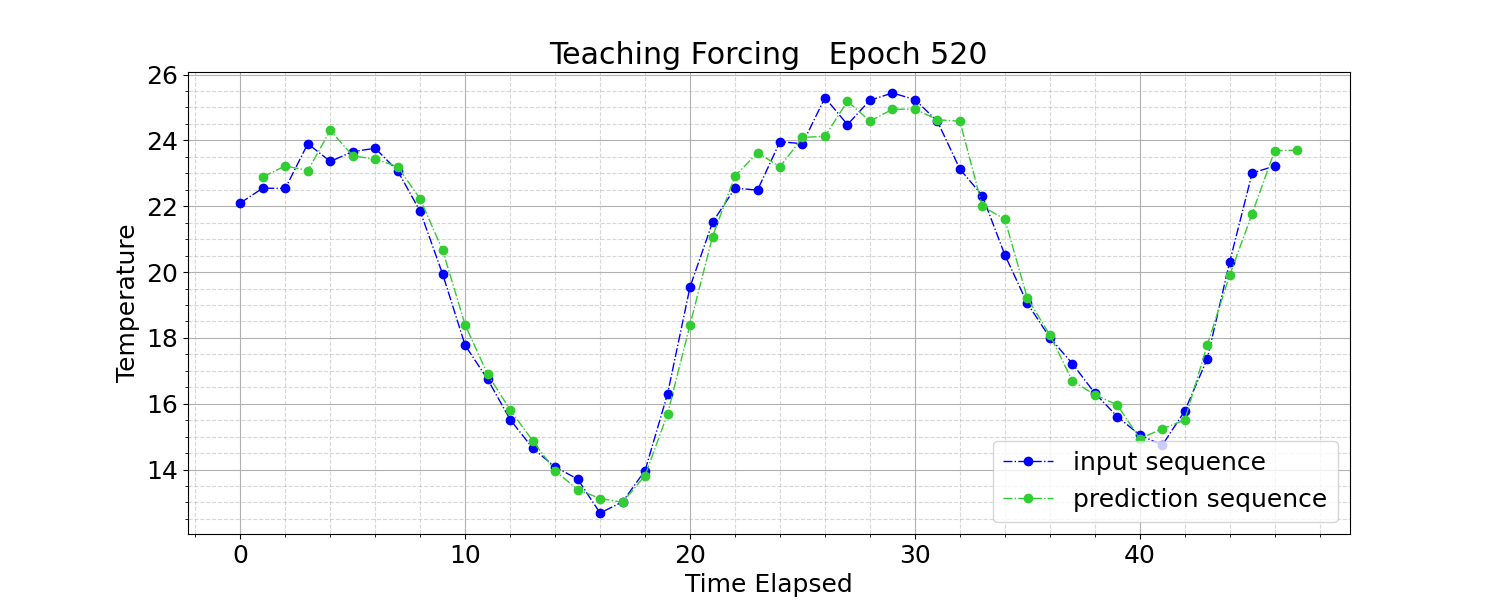 Teaching Forcing   Epoch 520
26
24
22
20
18
16
14
Temperature
input sequence
prediction sequence
0 10 20 30 40
Time Elapsed